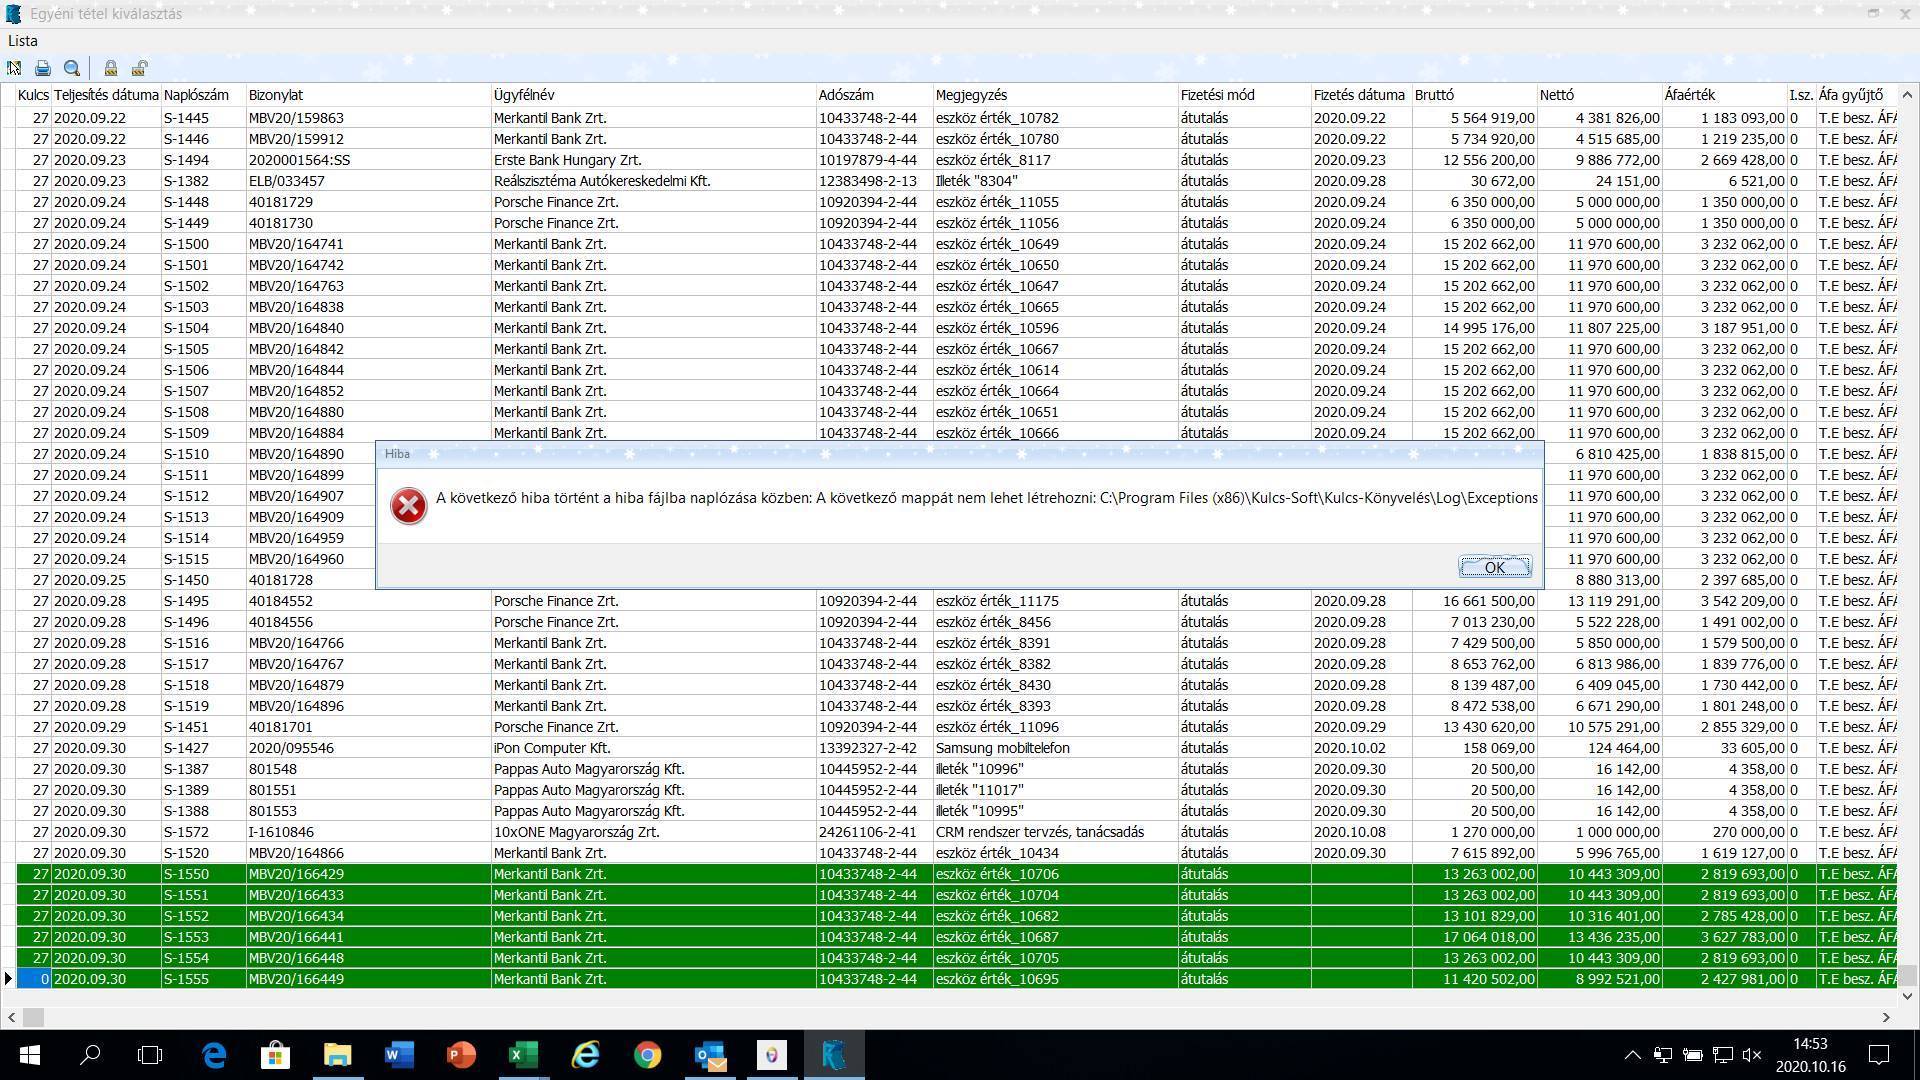 Egyéni tétel kiválasztás
Lista
Kulcs Teljesítés dátuma Naplószám Bizonylat Ügyfélnév Adószám Megjegyzés Fizetési mód Fizetés dátuma Bruttó Nettó Áfaérték I.sz. Áfa gyűjtő
27 2020.09.22 S-1445 MBV20/159863 Merkantil Bank Zrt. 10433748-2-44 eszköz érték_10782 átutalás 2020.09.22 5 564 919,00 4 381 826,00 1 183 093,00 0 T.E besz. ÁFÁ
27 2020.09.22 S-1446 MBV20/159912 Merkantil Bank Zrt. 10433748-2-44 eszköz érték_10780 átutalás 2020.09.22 5 734 920,00 4 515 685,00 1 219 235,00 0 T.E besz. ÁFÁ
27 2020.09.23 S-1494 2020001564:SS Erste Bank Hungary Zrt. 10197879-4-44 eszköz érték_8117 átutalás 2020.09.23 12 556 200,00 9 886 772,00 2 669 428,00 0 T.E besz. ÁFÁ
27 2020.09.23 S-1382 ELB/033457 Reálszisztéma Autókereskedelmi Kft. 12383498-2-13 Illeték "8304" átutalás 2020.09.28 30 672,00 24 151,00 6 521,00 0 T.E besz. ÁFÁ
27 2020.09.24 S-1448 40181729 Porsche Finance Zrt. 10920394-2-44 eszköz érték_11055 átutalás 2020.09.24 6 350 000,00 5 000 000,00 1 350 000,00 0 T.E besz. ÁFÁ
27 2020.09.24 S-1449 40181730 Porsche Finance Zrt. 10920394-2-44 eszköz érték_11056 átutalás 2020.09.24 6 350 000,00 5 000 000,00 1 350 000,00 0 T.E besz. ÁFÁ
27 2020.09.24 S-1500 MBV20/164741 Merkantil Bank Zrt. 10433748-2-44 eszköz érték_10649 átutalás 2020.09.24 15 202 662,00 11 970 600,00 3 232 062,00 0 T.E besz. ÁFÁ
27 2020.09.24 S-1501 MBV20/164742 Merkantil Bank Zrt. 10433748-2-44 eszköz érték_10650 átutalás 2020.09.24 15 202 662,00 11 970 600,00 3 232 062,00 0 T.E besz. ÁFÁ
27 2020.09.24 S-1502 MBV20/164763 Merkantil Bank Zrt. 10433748-2-44 eszköz érték_10647 átutalás 2020.09.24 15 202 662,00 11 970 600,00 3 232 062,00 0 T.E besz. ÁFÁ
27 2020.09.24 S-1503 MBV20/164838 Merkantil Bank Zrt. 10433748-2-44 eszköz érték_10665 átutalás 2020.09.24 15 202 662,00 11 970 600,00 3 232 062,00 0 T.E besz. ÁFÁ
27 2020.09.24 S-1504 MBV20/164840 Merkantil Bank Zrt. 10433748-2-44 eszköz érték_10596 átutalás 2020.09.24 14 995 176,00 11 807 225,00 3 187 951,00 0 T.E besz. ÁFÁ
27 2020.09.24 S-1505 MBV20/164842 Merkantil Bank Zrt. 10433748-2-44 eszköz érték_10667 átutalás 2020.09.24 15 202 662,00 11 970 600,00 3 232 062,00 0 T.E besz. ÁFÁ
27 2020.09.24 S-1506 MBV20/164844 Merkantil Bank Zrt. 10433748-2-44 eszköz érték_10614 átutalás 2020.09.24 15 202 662,00 11 970 600,00 3 232 062,00 0 T.E besz. ÁFÁ
27 2020.09.24 S-1507 MBV20/164852 Merkantil Bank Zrt. 10433748-2-44 eszköz érték_10664 átutalás 2020.09.24 15 202 662,00 11 970 600,00 3 232 062,00 0 T.E besz. ÁFÁ
27 2020.09.24 S-1508 MBV20/164880 Merkantil Bank Zrt. 10433748-2-44 eszköz érték_10651 átutalás 2020.09.24 15 202 662,00 11 970 600,00 3 232 062,00 0 T.E besz. ÁFÁ
27 2020.09.24 S-1509 MBV20/164884 Merkantil Bank Zrt. 10433748-2-44 eszköz érték_10666 átutalás 2020.09.24 15 202 662,00 11 970 600,00 3 232 062,00 0 T.E besz. ÁFÁ
27 2020.09.24 S-1510 MBV20/164890 6 810 425,00 1 838 815,00 0 T.E besz. ÁFÁ
27 2020.09.24 S-1511 MBV20/164899 11 970 600,00 3 232 062,00 0 T.E besz. ÁFÁ
27 2020.09.24 S-1512 MBV20/164907 11 970 600,00 3 232 062,00 0 T.E besz. ÁFÁ
27 2020.09.24 S-1513 MBV20/164909 11 970 600,00 3 232 062,00 0 T.E besz. ÁFÁ
27 2020.09.24 S-1514 MBV20/164959 11 970 600,00 3 232 062,00 0 T.E besz. ÁFÁ
27 2020.09.24 S-1515 MBV20/164960 11 970 600,00 3 232 062,00 0 T.E besz. ÁFÁ
27 2020.09.25 S-1450 40181728 8 880 313,00 2 397 685,00 0 T.E besz. ÁFÁ
Hiba
A következő hiba történt a hiba fájlba naplózása közben: A következő mappát nem lehet létrehozni: C:\Program Files (x86)\Kulcs-Soft\Kulcs-Könyvelés\Log\Exceptions
OK
27 2020.09.28 S-1495 40184552 Porsche Finance Zrt. 10920394-2-44 eszköz érték_11175 átutalás 2020.09.28 16 661 500,00 13 119 291,00 3 542 209,00 0 T.E besz. ÁFÁ
27 2020.09.28 S-1496 40184556 Porsche Finance Zrt. 10920394-2-44 eszköz érték_8456 átutalás 2020.09.28 7 013 230,00 5 522 228,00 1 491 002,00 0 T.E besz. ÁFÁ
27 2020.09.28 S-1516 MBV20/164766 Merkantil Bank Zrt. 10433748-2-44 eszköz érték_8391 átutalás 2020.09.28 7 429 500,00 5 850 000,00 1 579 500,00 0 T.E besz. ÁFÁ
27 2020.09.28 S-1517 MBV20/164767 Merkantil Bank Zrt. 10433748-2-44 eszköz érték_8382 átutalás 2020.09.28 8 653 762,00 6 813 986,00 1 839 776,00 0 T.E besz. ÁFÁ
27 2020.09.28 S-1518 MBV20/164879 Merkantil Bank Zrt. 10433748-2-44 eszköz érték_8430 átutalás 2020.09.28 8 139 487,00 6 409 045,00 1 730 442,00 0 T.E besz. ÁFÁ
27 2020.09.28 S-1519 MBV20/164896 Merkantil Bank Zrt. 10433748-2-44 eszköz érték_8393 átutalás 2020.09.28 8 472 538,00 6 671 290,00 1 801 248,00 0 T.E besz. ÁFÁ
27 2020.09.29 S-1451 40181701 Porsche Finance Zrt. 10920394-2-44 eszköz érték_11096 átutalás 2020.09.29 13 430 620,00 10 575 291,00 2 855 329,00 0 T.E besz. ÁFÁ
27 2020.09.30 S-1427 2020/095546 iPon Computer Kft. 13392327-2-42 Samsung mobiltelefon átutalás 2020.10.02 158 069,00 124 464,00 33 605,00 0 T.E besz. ÁFÁ
27 2020.09.30 S-1387 801548 Pappas Auto Magyarország Kft. 10445952-2-44 illeték "10996" átutalás 2020.09.30 20 500,00 16 142,00 4 358,00 0 T.E besz. ÁFÁ
27 2020.09.30 S-1389 801551 Pappas Auto Magyarország Kft. 10445952-2-44 illeték "11017" átutalás 2020.09.30 20 500,00 16 142,00 4 358,00 0 T.E besz. ÁFÁ
27 2020.09.30 S-1388 801553 Pappas Auto Magyarország Kft. 10445952-2-44 illeték "10995" átutalás 2020.09.30 20 500,00 16 142,00 4 358,00 0 T.E besz. ÁFÁ
27 2020.09.30 S-1572 I-1610846 10xONE Magyarország Zrt. 24261106-2-41 CRM rendszer tervzés, tanácsadás átutalás 2020.10.08 1 270 000,00 1 000 000,00 270 000,00 0 T.E besz. ÁFÁ
27 2020.09.30 S-1520 MBV20/164866 Merkantil Bank Zrt. 10433748-2-44 eszköz érték_10434 átutalás 2020.09.30 7 615 892,00 5 996 765,00 1 619 127,00 0 T.E besz. ÁFÁ
27 2020.09.30 S-1550 MBV20/166429 Merkantil Bank Zrt. 10433748-2-44 eszköz érték_10706 átutalás 13 263 002,00 10 443 309,00 2 819 693,00 0 T.E besz. ÁFÁ
27 2020.09.30 S-1551 MBV20/166433 Merkantil Bank Zrt. 10433748-2-44 eszköz érték_10704 átutalás 13 263 002,00 10 443 309,00 2 819 693,00 0 T.E besz. ÁFÁ
27 2020.09.30 S-1552 MBV20/166434 Merkantil Bank Zrt. 10433748-2-44 eszköz érték_10682 átutalás 13 101 829,00 10 316 401,00 2 785 428,00 0 T.E besz. ÁFÁ
27 2020.09.30 S-1553 MBV20/166441 Merkantil Bank Zrt. 10433748-2-44 eszköz érték_10687 átutalás 17 064 018,00 13 436 235,00 3 627 783,00 0 T.E besz. ÁFÁ
27 2020.09.30 S-1554 MBV20/166448 Merkantil Bank Zrt. 10433748-2-44 eszköz érték_10705 átutalás 13 263 002,00 10 443 309,00 2 819 693,00 0 T.E besz. ÁFÁ
0 2020.09.30 S-1555 MBV20/166449 Merkantil Bank Zrt. 10433748-2-44 eszköz érték_10695 átutalás 11 420 502,00 8 992 521,00 2 427 981,00 0 T.E besz. ÁFÁ
14:53
2020.10.16